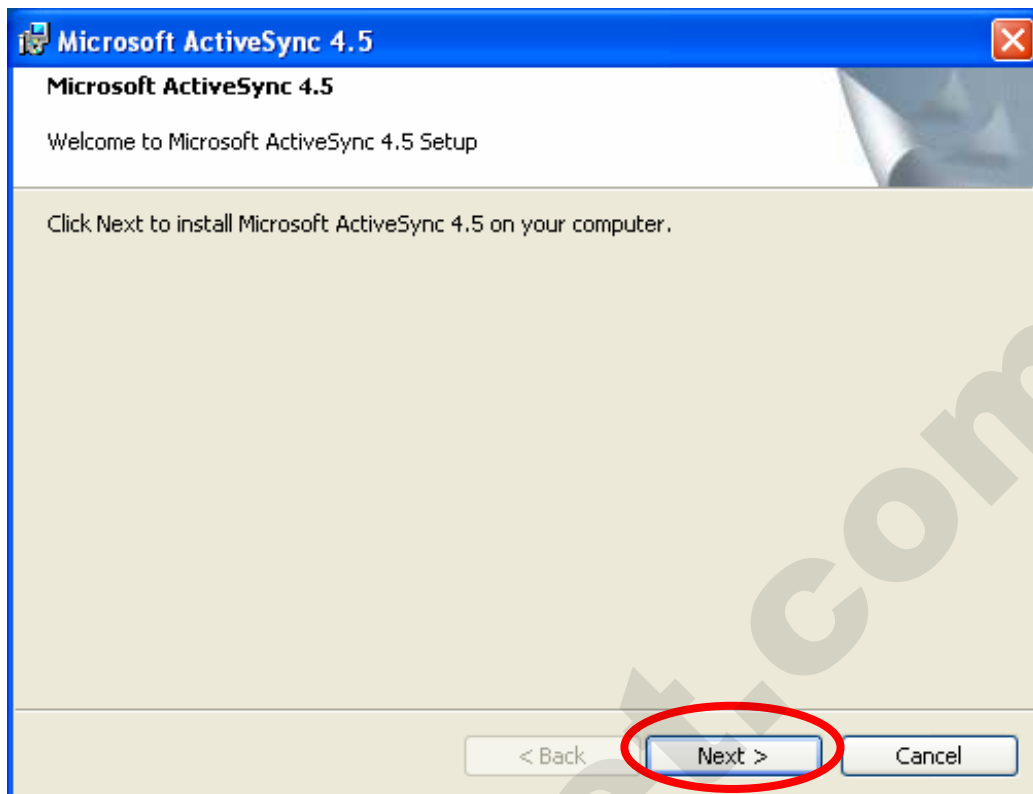 Microsoft ActiveSync 4.5
Microsoft ActiveSync 4.5
Welcome to Microsoft ActiveSync 4.5 Setup
Click Next to install Microsoft ActiveSync 4.5 on your computer.
< Back Next > Cancel
t.com